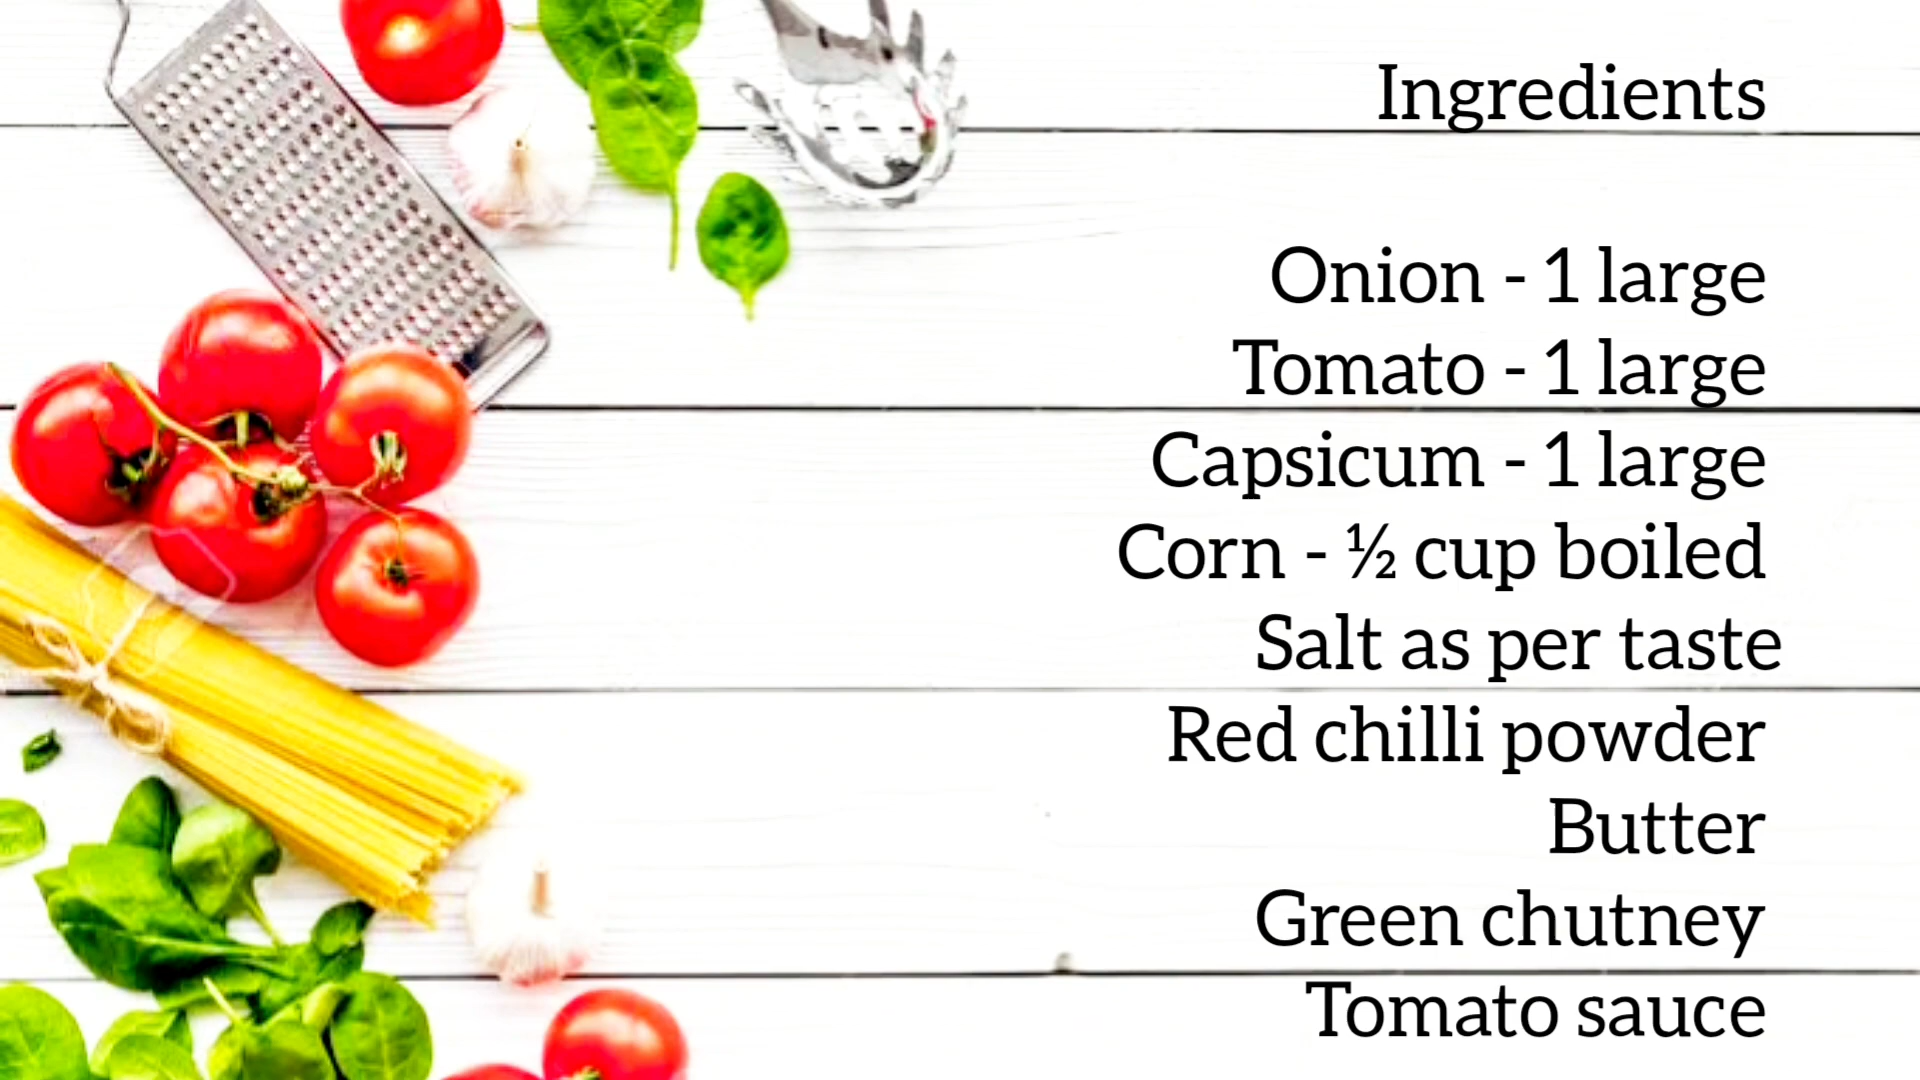 Ingredients
Onion - 1 large
Tomato - 1 large
Capsicum - 1 large
Corn - ½ cup boiled
Salt as per taste
Red chilli powder
Butter
Green chutney
Tomato sauce